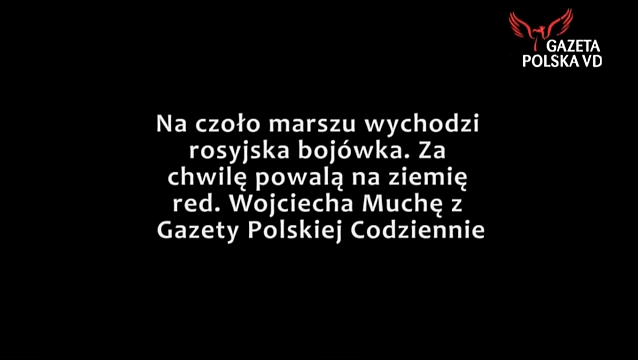 GAZETA
POLSKA VD
Na czoło marszu wychodzi
rosyjska bojówka. Za
chwilę powalą na ziemię
red. Wojciecha Muchę z
Gazety Polskiej Codziennie